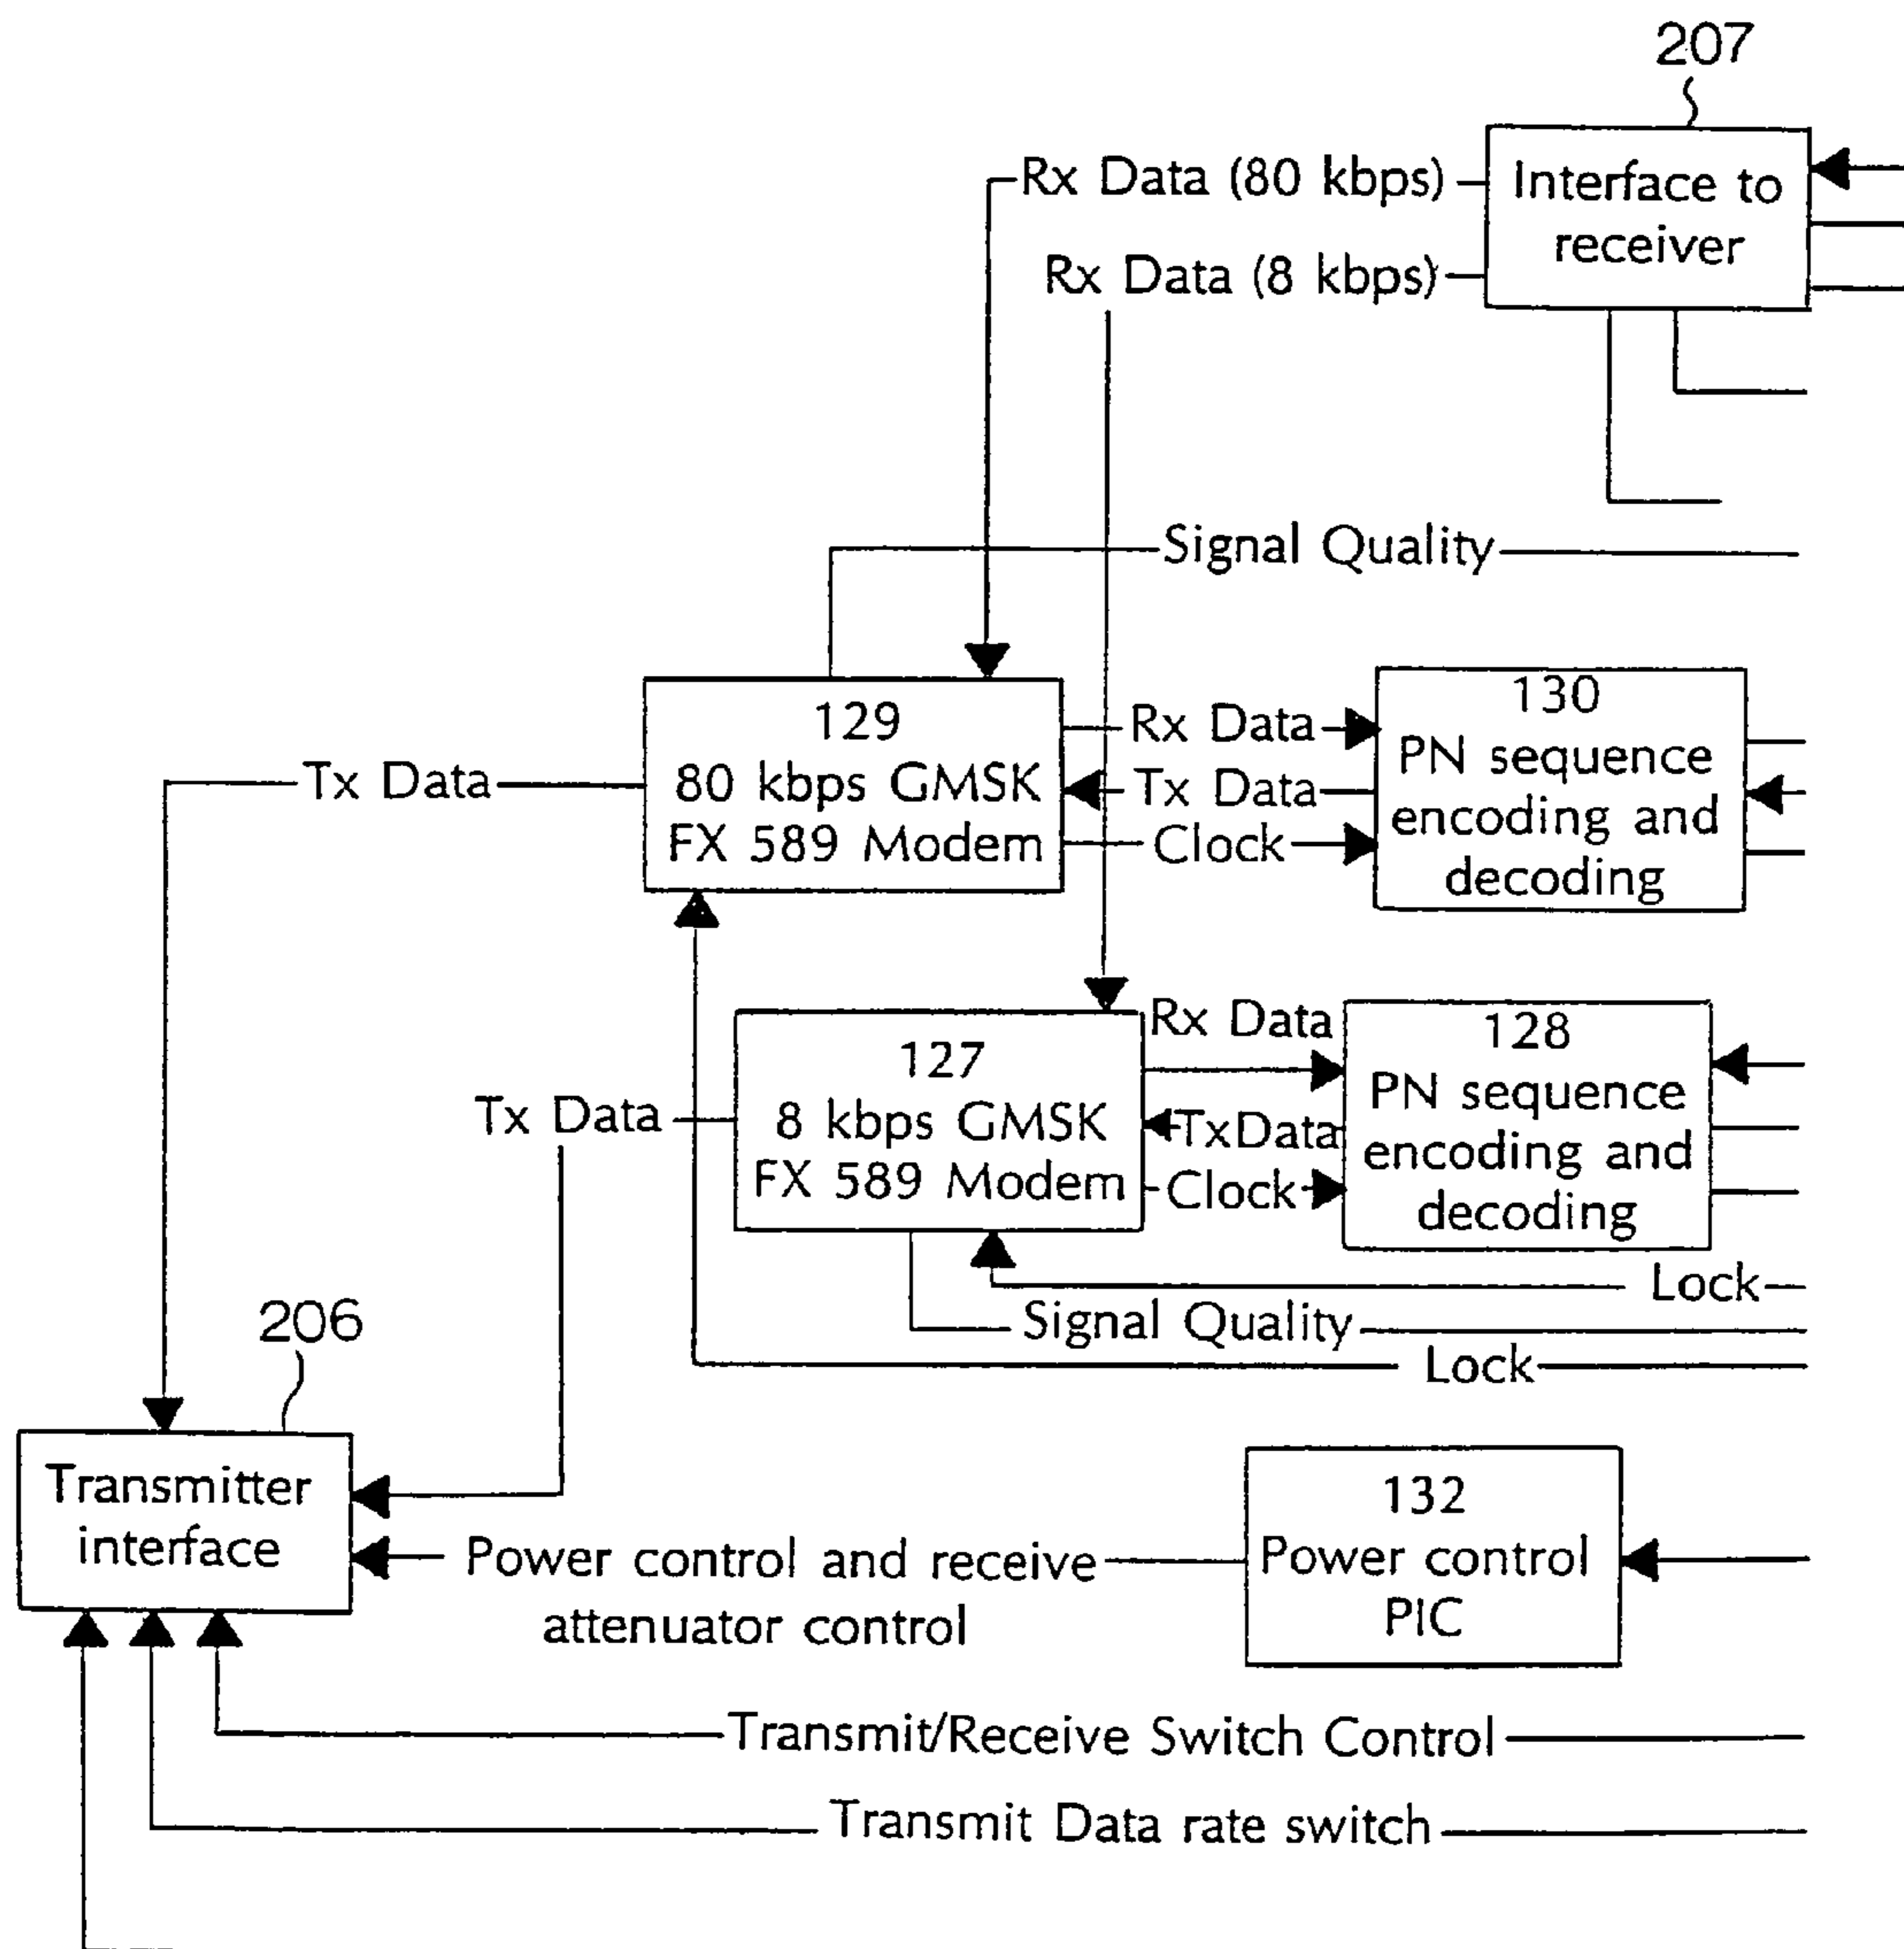 207
Rx Data (80 kbps)
Interface to
receiver
Rx Data (8 kbps)
Signal Quality
129
80 kbps GMSK
FX 589 Modem
Rx Data
Tx Data
Clock
130
PN sequence
encoding and
decoding
Tx Data
127
8 kbps GMSK
FX 589 Modem
Rx Data
TxData
Clock
128
PN sequence
encoding and
decoding
Tx Data
Lock
Signal Quality
Lock
206
Transmitter
interface
Power control and receive
attenuator control
132
Power control
PIC
Transmit/Receive Switch Control
Transmit Data rate switch